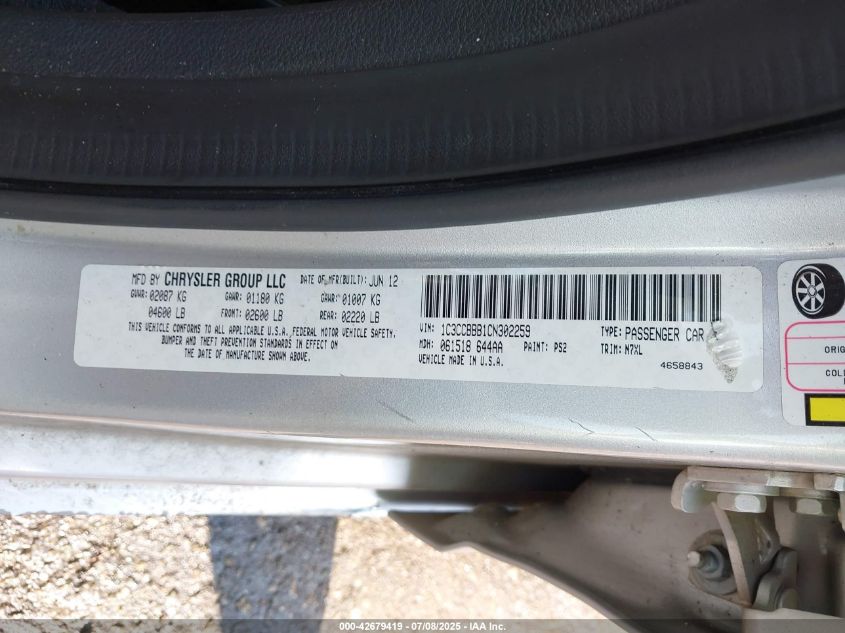 MFD BY CHRYSLER GROUP LLC DATE OF MFR(BUILT): JUN 12
GVWR: 02087 KG GAWR: 01180 KG GAWR: 01007 KG
04600 LB FRONT: 02600 LB REAR: 02220 LB
THIS VEHICLE CONFORMS TO ALL APPLICABLE U.S.A. FEDERAL MOTOR VEHICLE SAFETY,
BUMPER AND THEFT PREVENTION STANDARDS IN EFFECT ON
THE DATE OF MANUFACTURE SHOWN ABOVE.
VIN: 1C3CCBBB1CN302259 TYPE: PASSENGER CAR
MDH: 061518 644AA PAINT: PS2 TRIM: M7XL
VEHICLE MADE IN U.S.A. 4658843
ORIG
COL
000-42679419 - 07/08/2025 - IAA Inc.